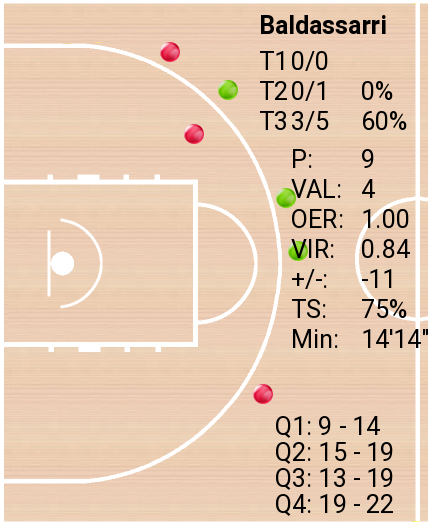 Baldassarri
T1 0/0
T2 0/1 0%
T3 3/5 60%
P: 9
VAL: 4
OER: 1.00
VIR: 0.84
+/-: -11
TS: 75%
Min: 14'14"
Q1: 9 - 14
Q2: 15 - 19
Q3: 13 - 19
Q4: 19 - 22